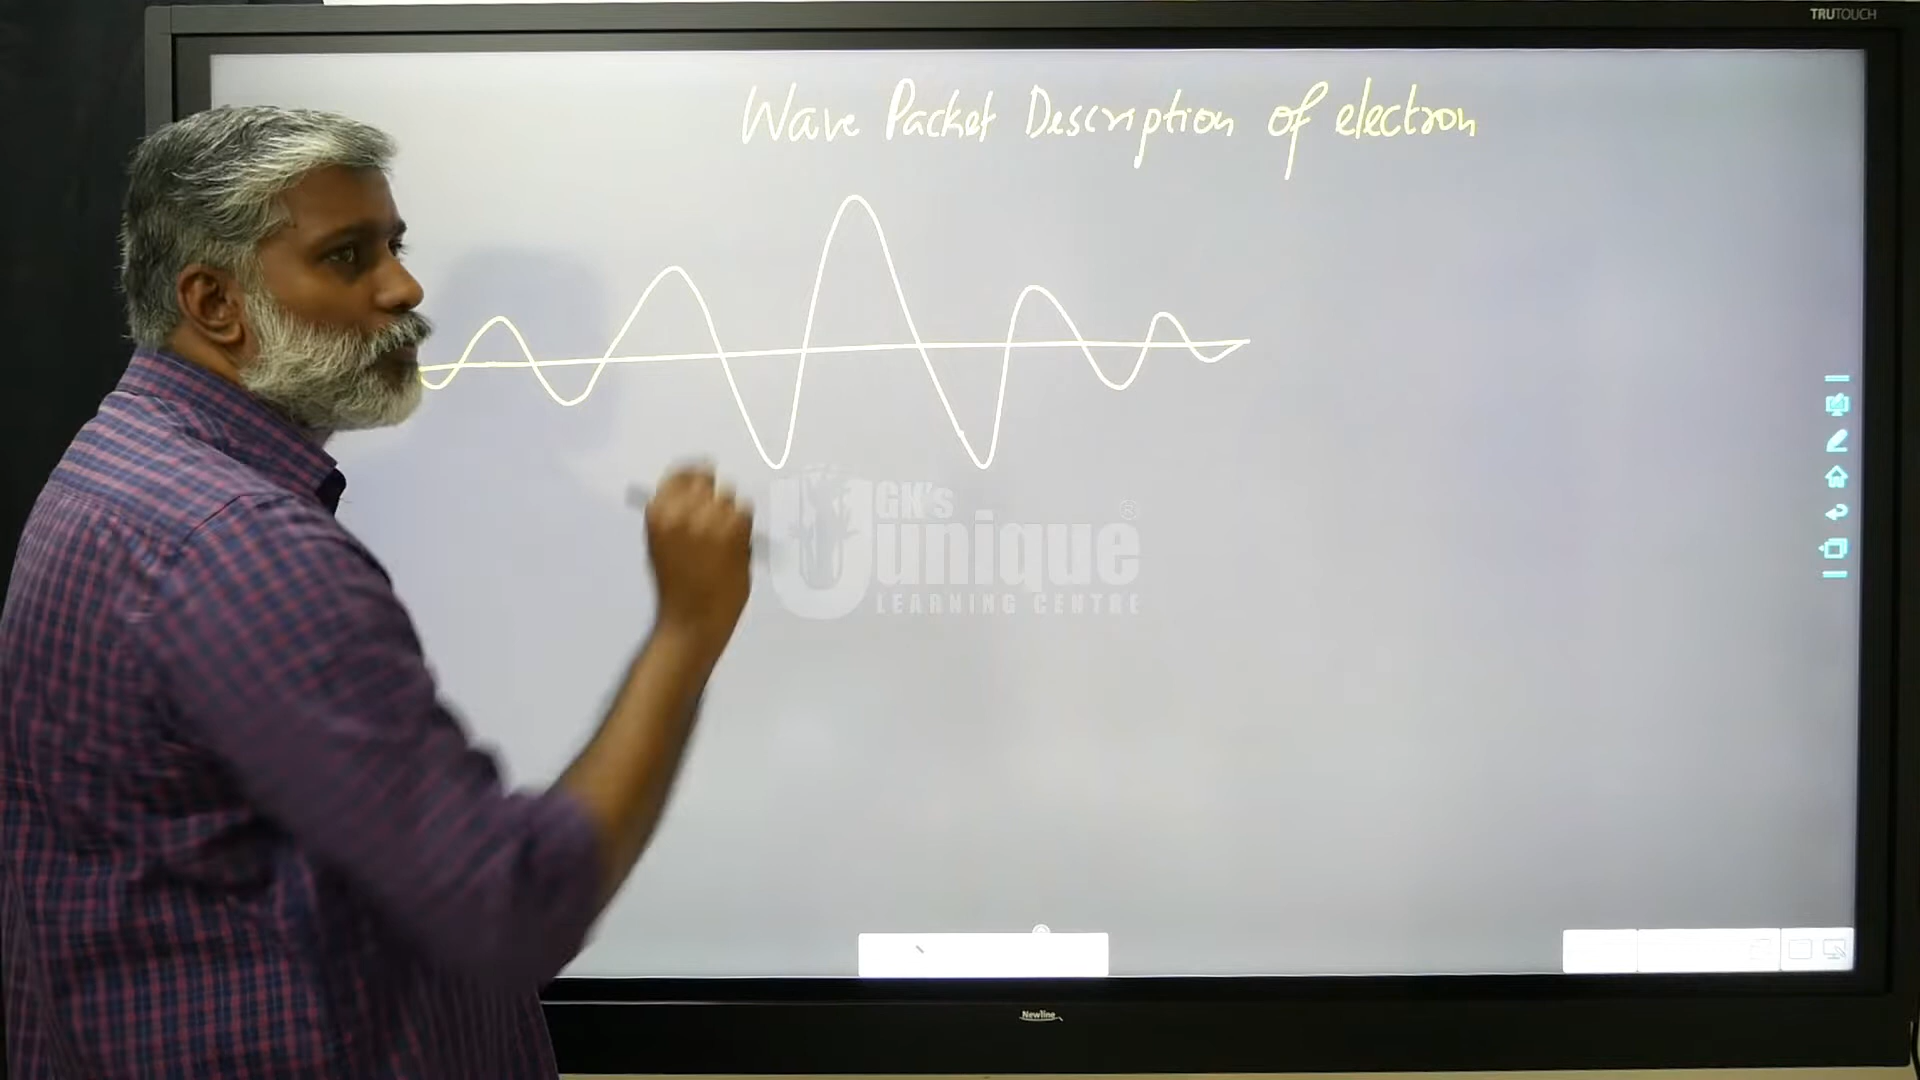 TRUTOUCH
Wave Packet Description of electron
GK's
unique®
LEARNING CENTRE
Newline